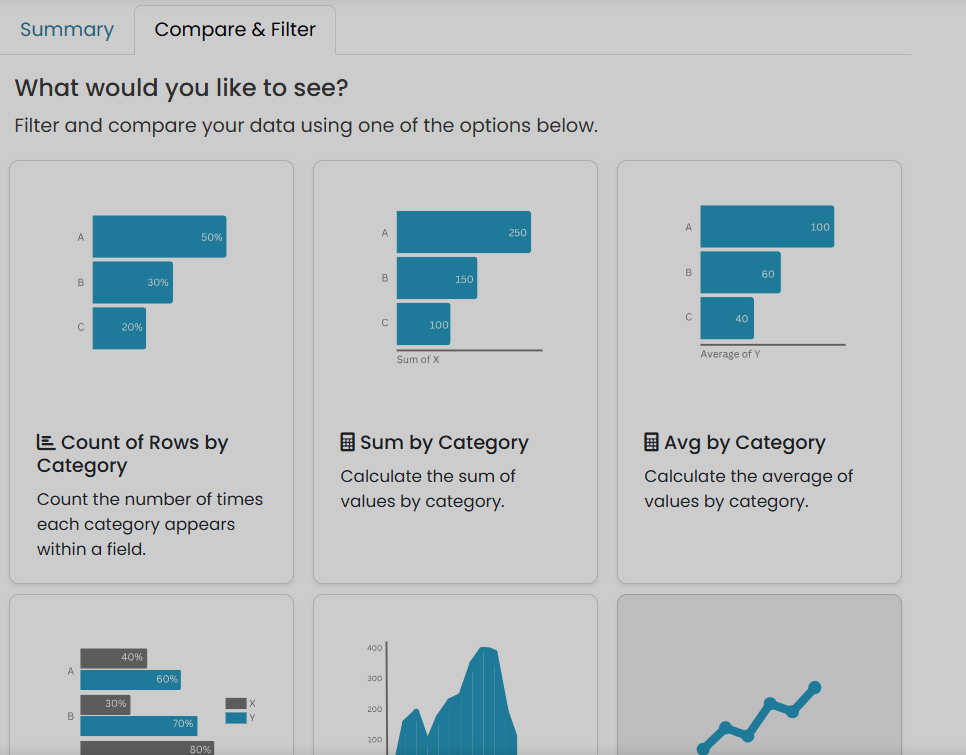 Summary
Compare & Filter
What would you like to see?
Filter and compare your data using one of the options below.
A
50%
B
30%
C
20%
Count of Rows by
Category
Count the number of times
each category appears
within a field.
A
250
B
150
C
100
Sum of X
Sum by Category
Calculate the sum of
values by category.
A
100
B
60
C
40
Average of Y
Avg by Category
Calculate the average of
values by category.
40%
A
60%
30%
X
B
70%
Y
80%
400
300
200
100